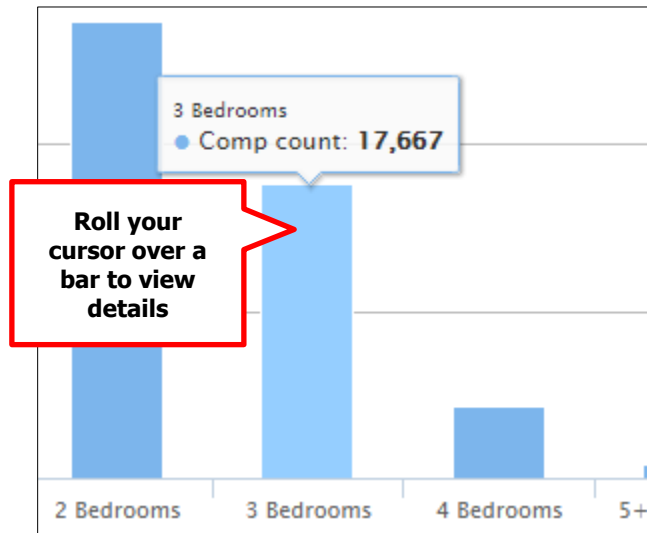 3 Bedrooms
Comp count: 17,667
Roll your
cursor over a
bar to view
details
2 Bedrooms
3 Bedrooms
4 Bedrooms
5+